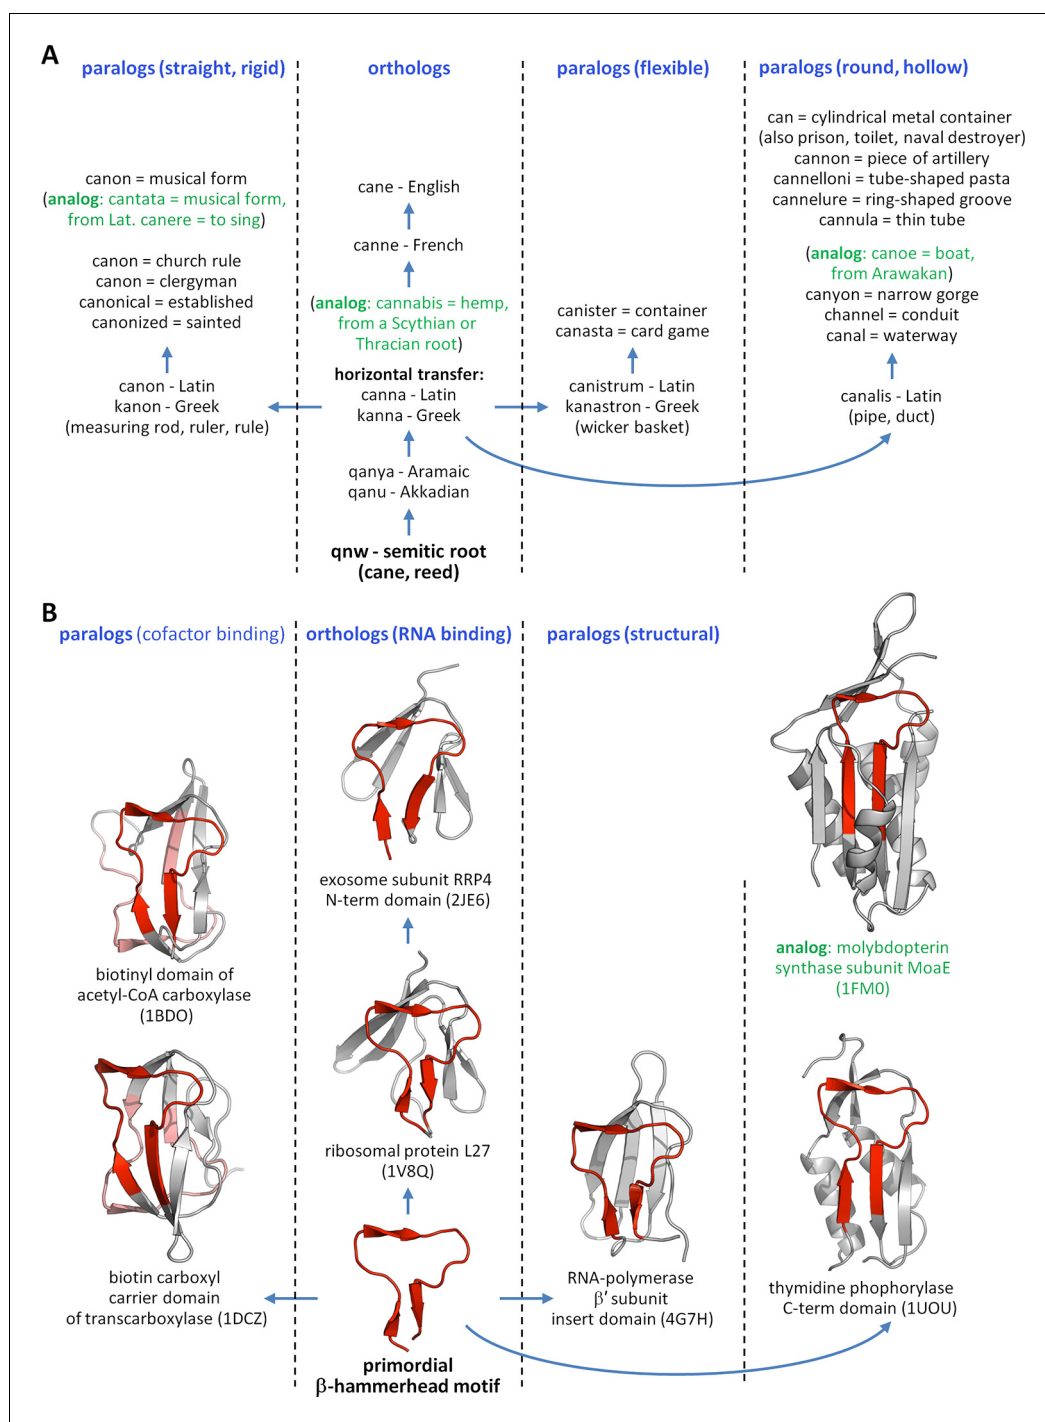 A
paralogs (straight, rigid)
canon = musical form
(analog: cantata = musical form,
from Lat. canere = to sing)
canon = church rule
canon = clergyman
canonical = established
canonized = sainted
canon - Latin
kanon - Greek
(measuring rod, ruler, rule)
orthologs
cane - English
canne - French
(analog: cannabis = hemp,
from a Scythian or
Thracian root)
horizontal transfer:
canna - Latin
kanna - Greek
qanya - Aramaic
qanu - Akkadian
qnw - semitic root
(cane, reed)
paralogs (flexible)
canister = container
canasta = card game
canistrum - Latin
kanastron - Greek
(wicker basket)
paralogs (round, hollow)
can = cylindrical metal container
(also prison, toilet, naval destroyer)
cannon = piece of artillery
cannelloni = tube-shaped pasta
cannelure = ring-shaped groove
cannula = thin tube
(analog: canoe = boat,
from Arawakan)
canyon = narrow gorge
channel = conduit
canal = waterway
canalis - Latin
(pipe, duct)
B
paralogs (cofactor binding)
biotinyl domain of
acetyl-CoA carboxylase
(1BDO)
biotin carboxyl
carrier domain
of transcarboxylase (1DCZ)
orthologs (RNA binding)
exosome subunit RRP4
N-term domain (2JE6)
ribosomal protein L27
(1V8Q)
primordial
β-hammerhead motif
paralogs (structural)
RNA-polymerase
β′ subunit
insert domain (4G7H)
analog: molybdopterin
synthase subunit MoaE
(1FM0)
thymidine phophorylase
C-term domain (1UOU)